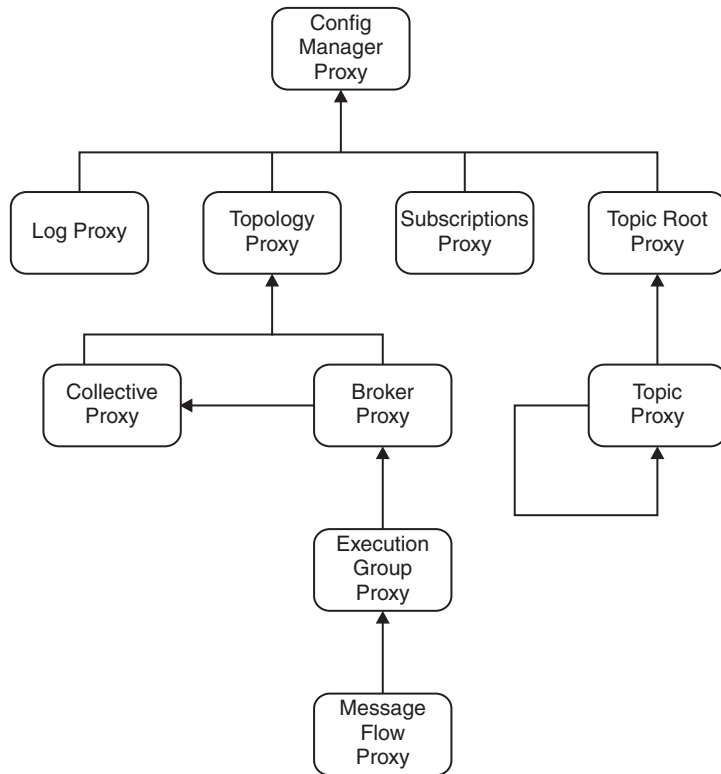 Config
Manager
Proxy
Log Proxy
Topology
Proxy
Subscriptions
Proxy
Topic Root
Proxy
Collective
Proxy
Broker
Proxy
Topic
Proxy
Execution
Group
Proxy
Message
Flow
Proxy